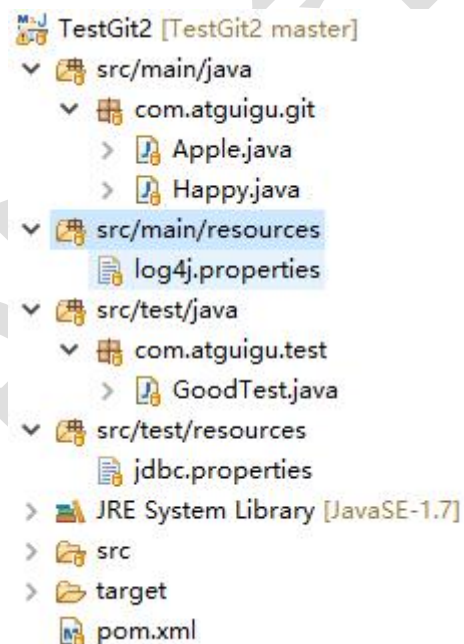 TestGit2 [TestGit2 master]
src/main/java
com.atguigu.git
Apple.java
Happy.java
src/main/resources
log4j.properties
src/test/java
com.atguigu.test
GoodTest.java
src/test/resources
jdbc.properties
JRE System Library [JavaSE-1.7]
src
target
pom.xml